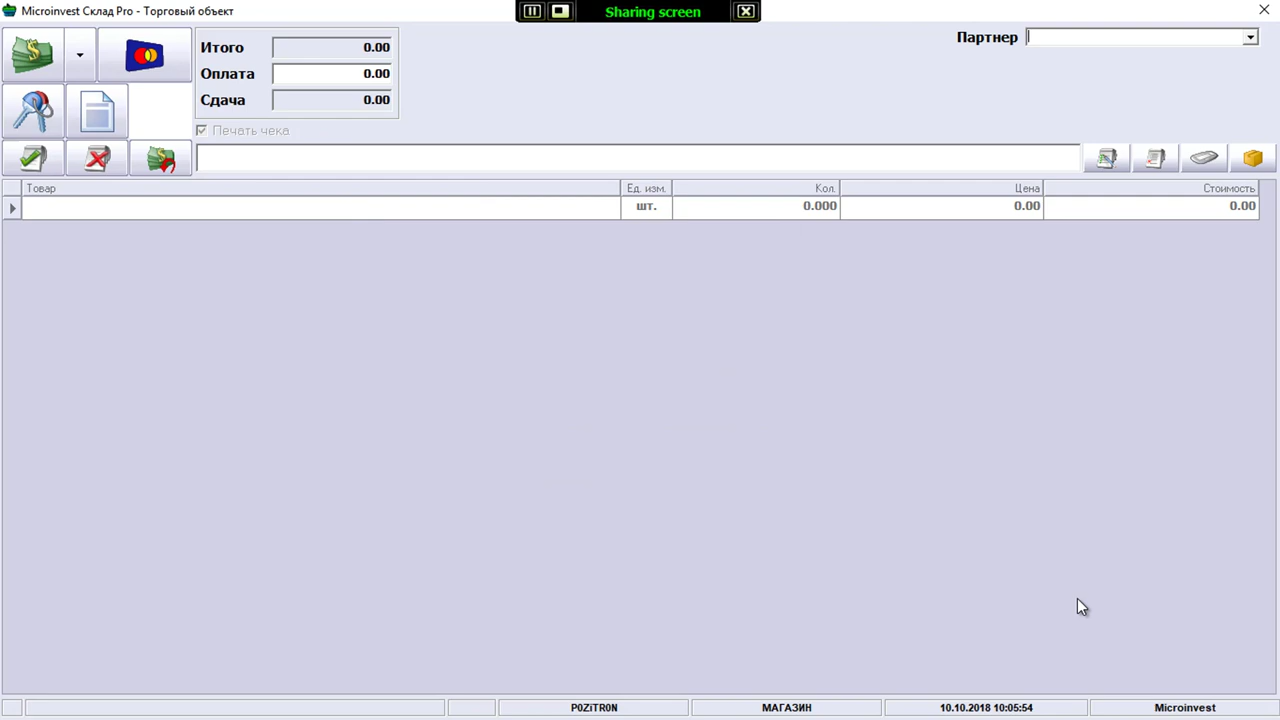 Microinvest Склад Pro - Торговый объект
Sharing screen
Итого 0.00
Партнер
Оплата 0.00
Сдача 0.00
Печать чека
Товар Ед. изм. Кол. Цена Стоимость
шт. 0.000 0.00 0.00
P0ZiTR0N МАГАЗИН 10.10.2018 10:05:54 Microinvest